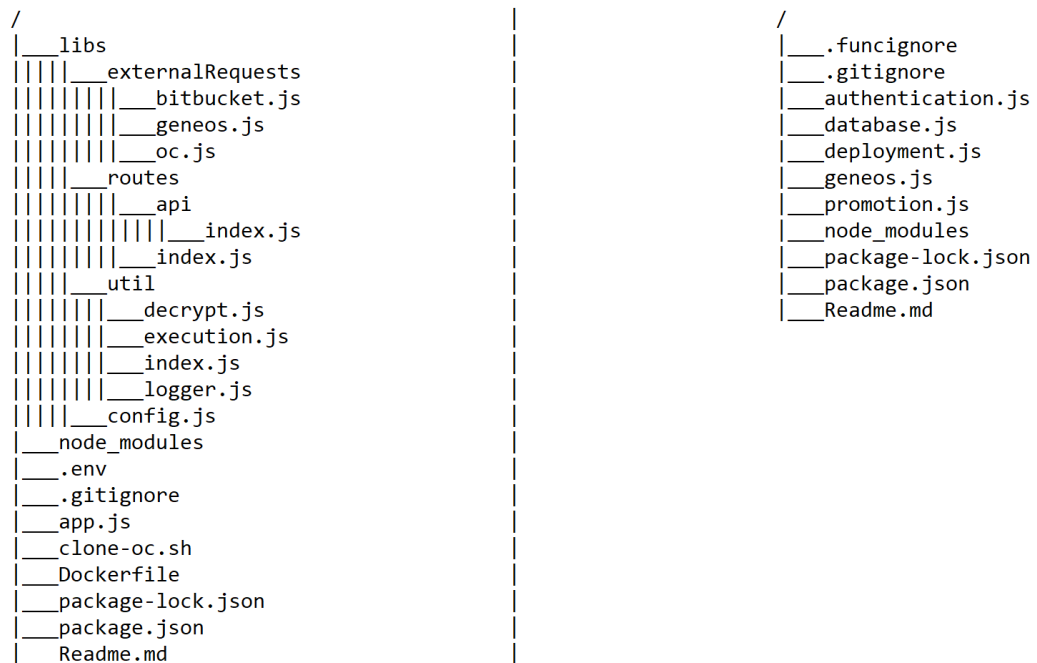 /
|___libs
|||||___externalRequests
|||||||||___bitbucket.js
|||||||||___geneos.js
|||||||||___oc.js
|||||___routes
|||||||||___api
|||||||||||||___index.js
|||||||||___index.js
|||||___util
||||||||___decrypt.js
||||||||___execution.js
||||||||___index.js
||||||||___logger.js
|||||___config.js
|___node_modules
|___.env
|___.gitignore
|___app.js
|___clone-oc.sh
|___Dockerfile
|___package-lock.json
|___package.json
|___Readme.md
/
|___.funcignore
|___.gitignore
|___authentication.js
|___database.js
|___deployment.js
|___geneos.js
|___promotion.js
|___node_modules
|___package-lock.json
|___package.json
|___Readme.md